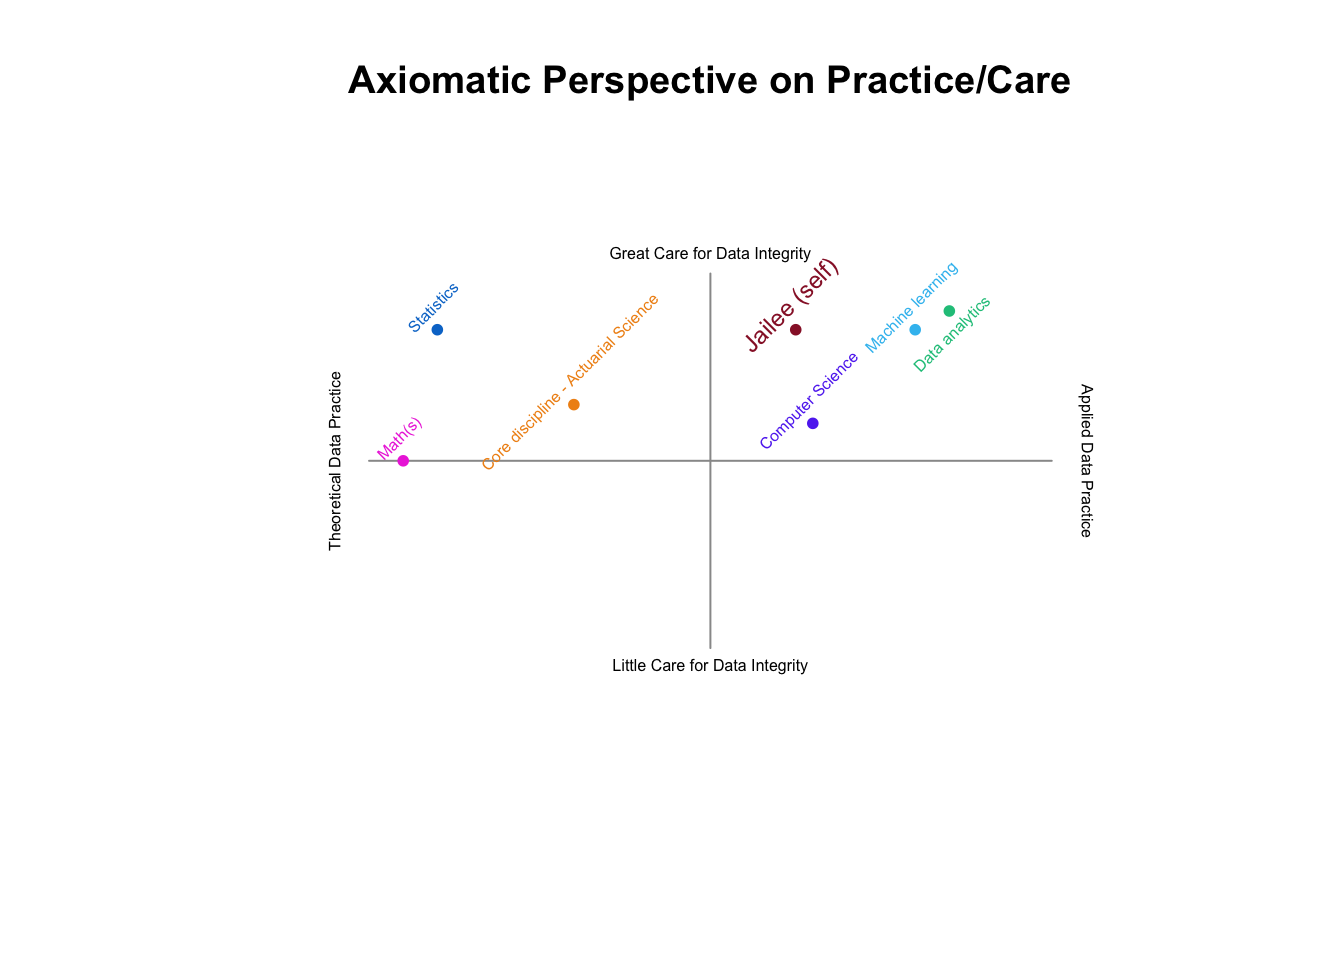 Axiomatic Perspective on Practice/Care
Great Care for Data Integrity
Statistics
Core discipline - Actuarial Science
Jailee (self)
Machine learning
Data analytics
Computer Science
Math(s)
Theoretical Data Practice
Applied Data Practice
Little Care for Data Integrity